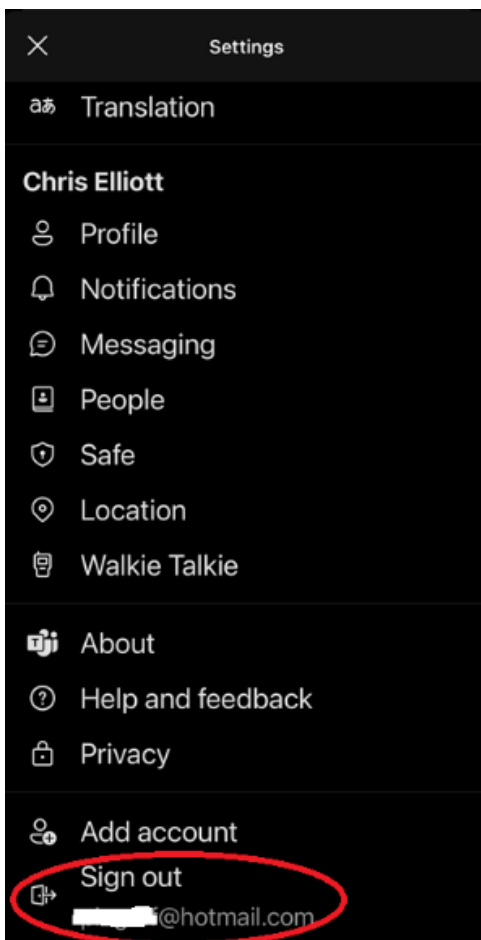 Settings
aあ Translation
Chris Elliott
Profile
Notifications
Messaging
People
Safe
Location
Walkie Talkie
About
Help and feedback
Privacy
Add account
Sign out
@hotmail.com